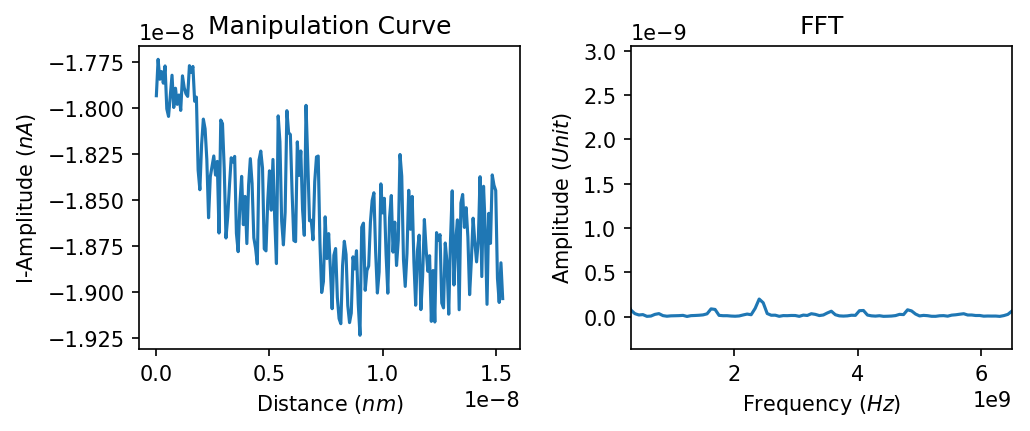 Manipulation Curve
1e−8
−1.775
−1.800
−1.825
−1.850
−1.875
−1.900
−1.925
I-Amplitude (nA)
0.0 0.5 1.0 1.5
1e−8
Distance (nm)
FFT
1e−9
3.0
2.5
2.0
1.5
1.0
0.5
0.0
Amplitude (Unit)
2 4 6
1e9
Frequency (Hz)